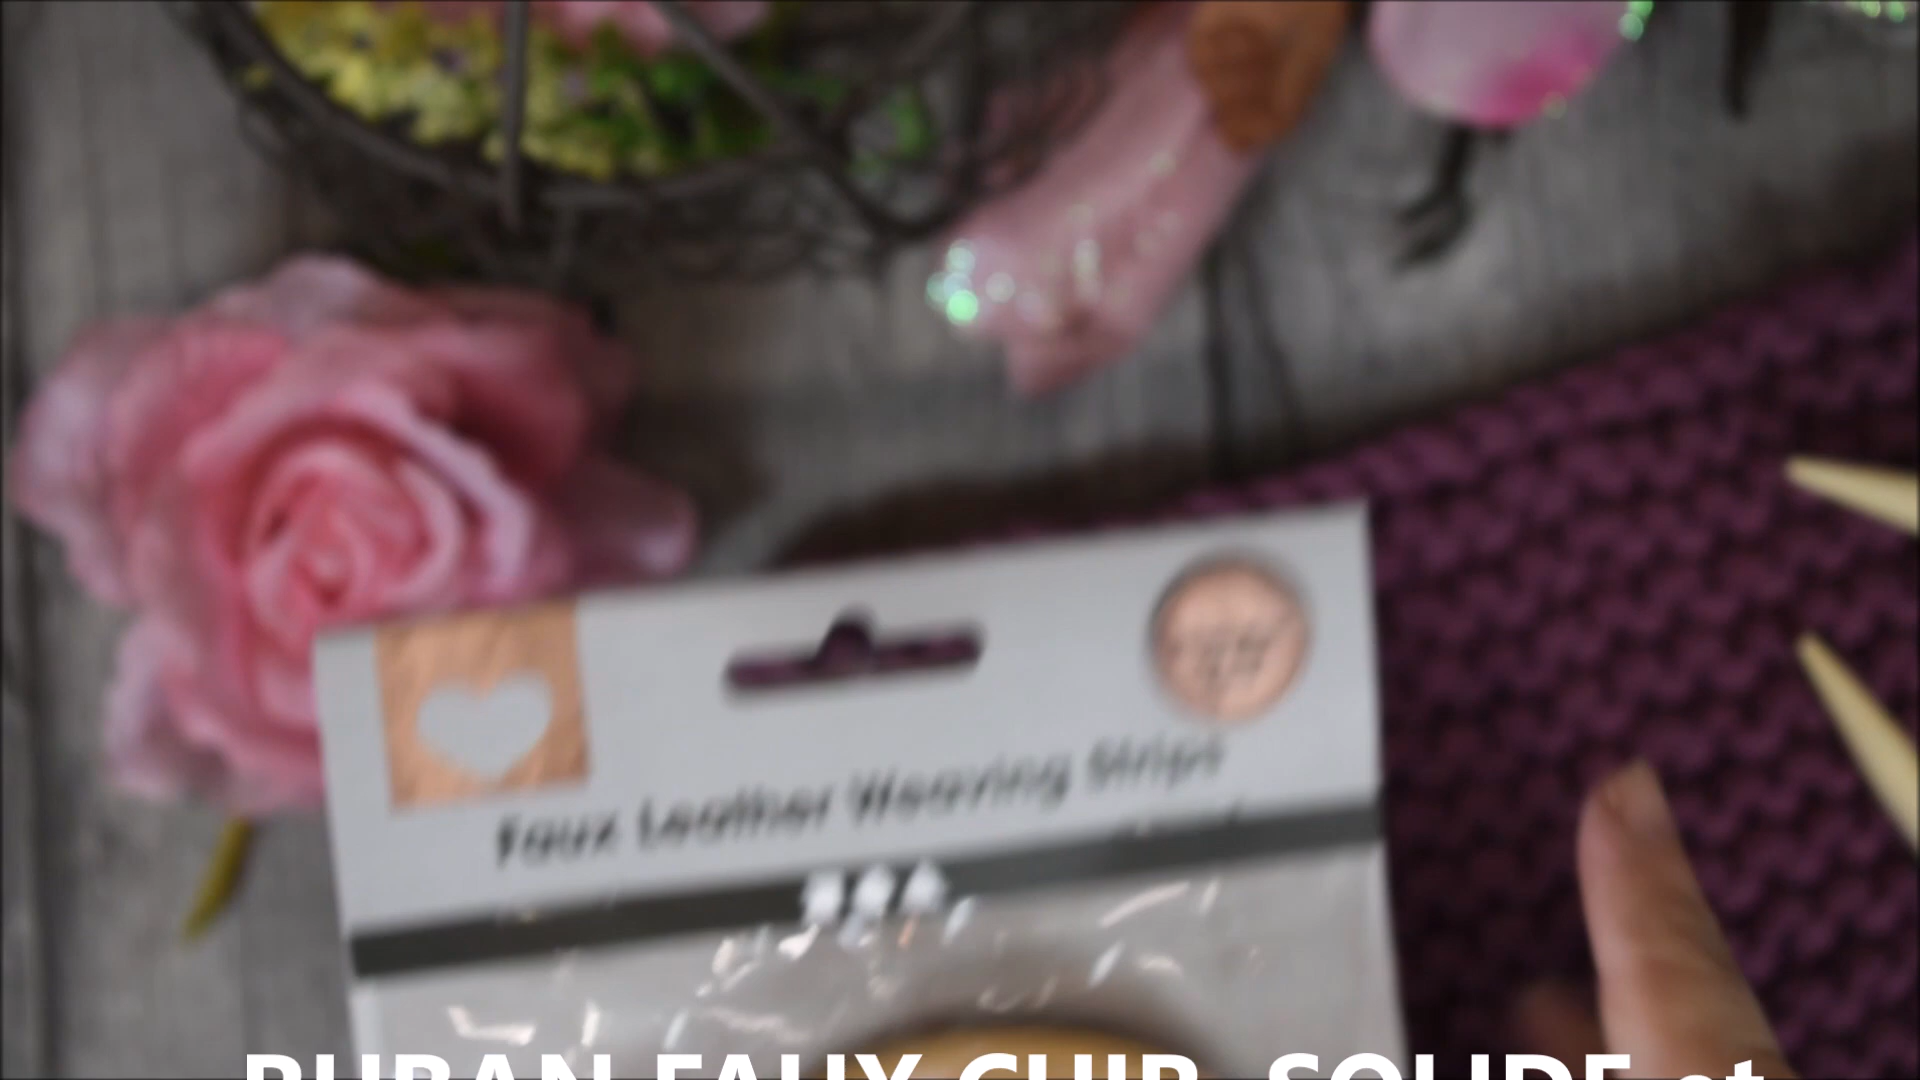 Faux Leather Weaving Strips
RUBAN FAUX CUIR, SOLIDE et